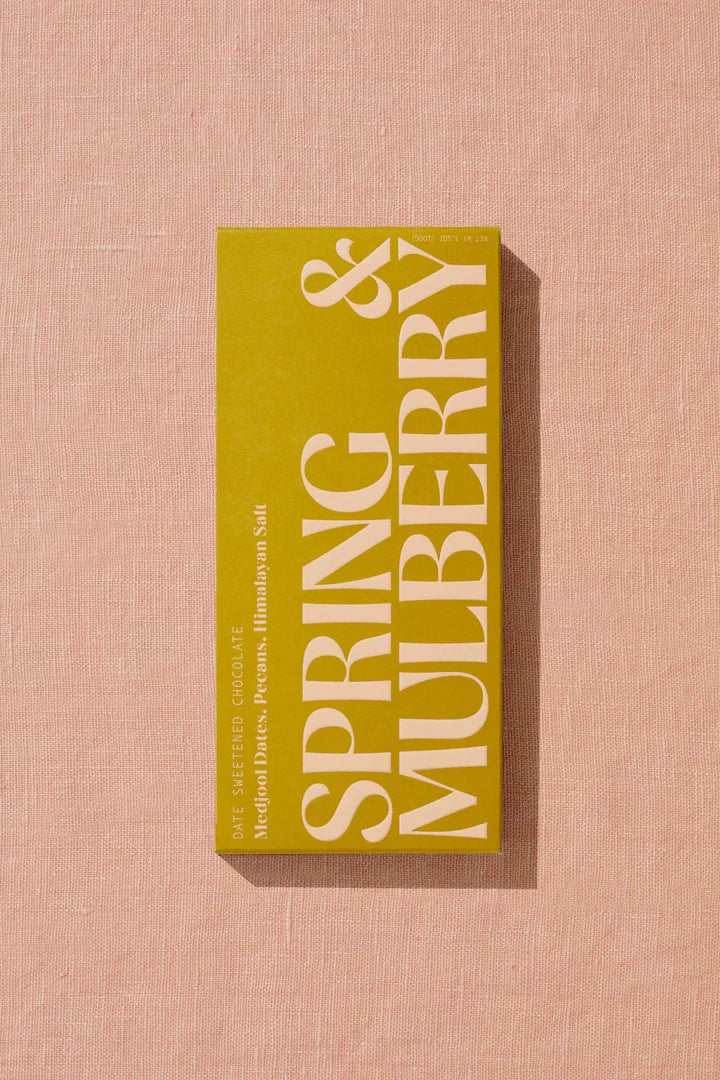 DATE SWEETENED CHOCOLATE
Medjool Dates, Pecans, Himalayan Salt
SPRING &
MULBERRY
NET WT 3.5OZ (100G)